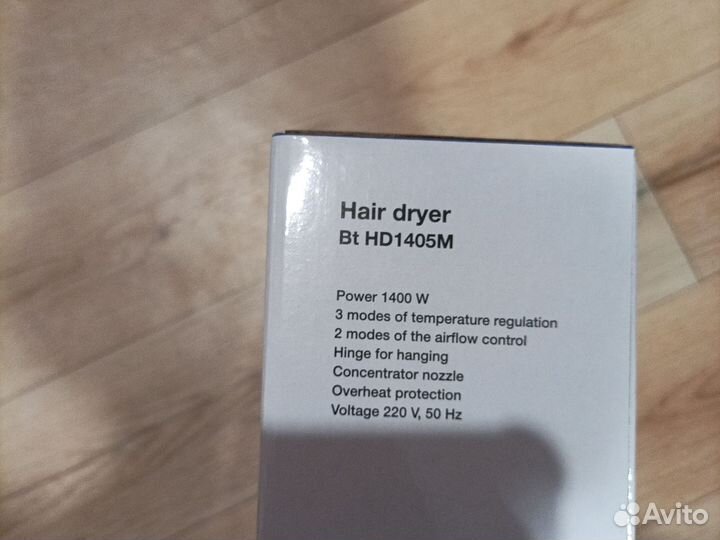 Hair dryer
Bt HD1405M
Power 1400 W
3 modes of temperature regulation
2 modes of the airflow control
Hinge for hanging
Concentrator nozzle
Overheat protection
Voltage 220 V, 50 Hz
Avito